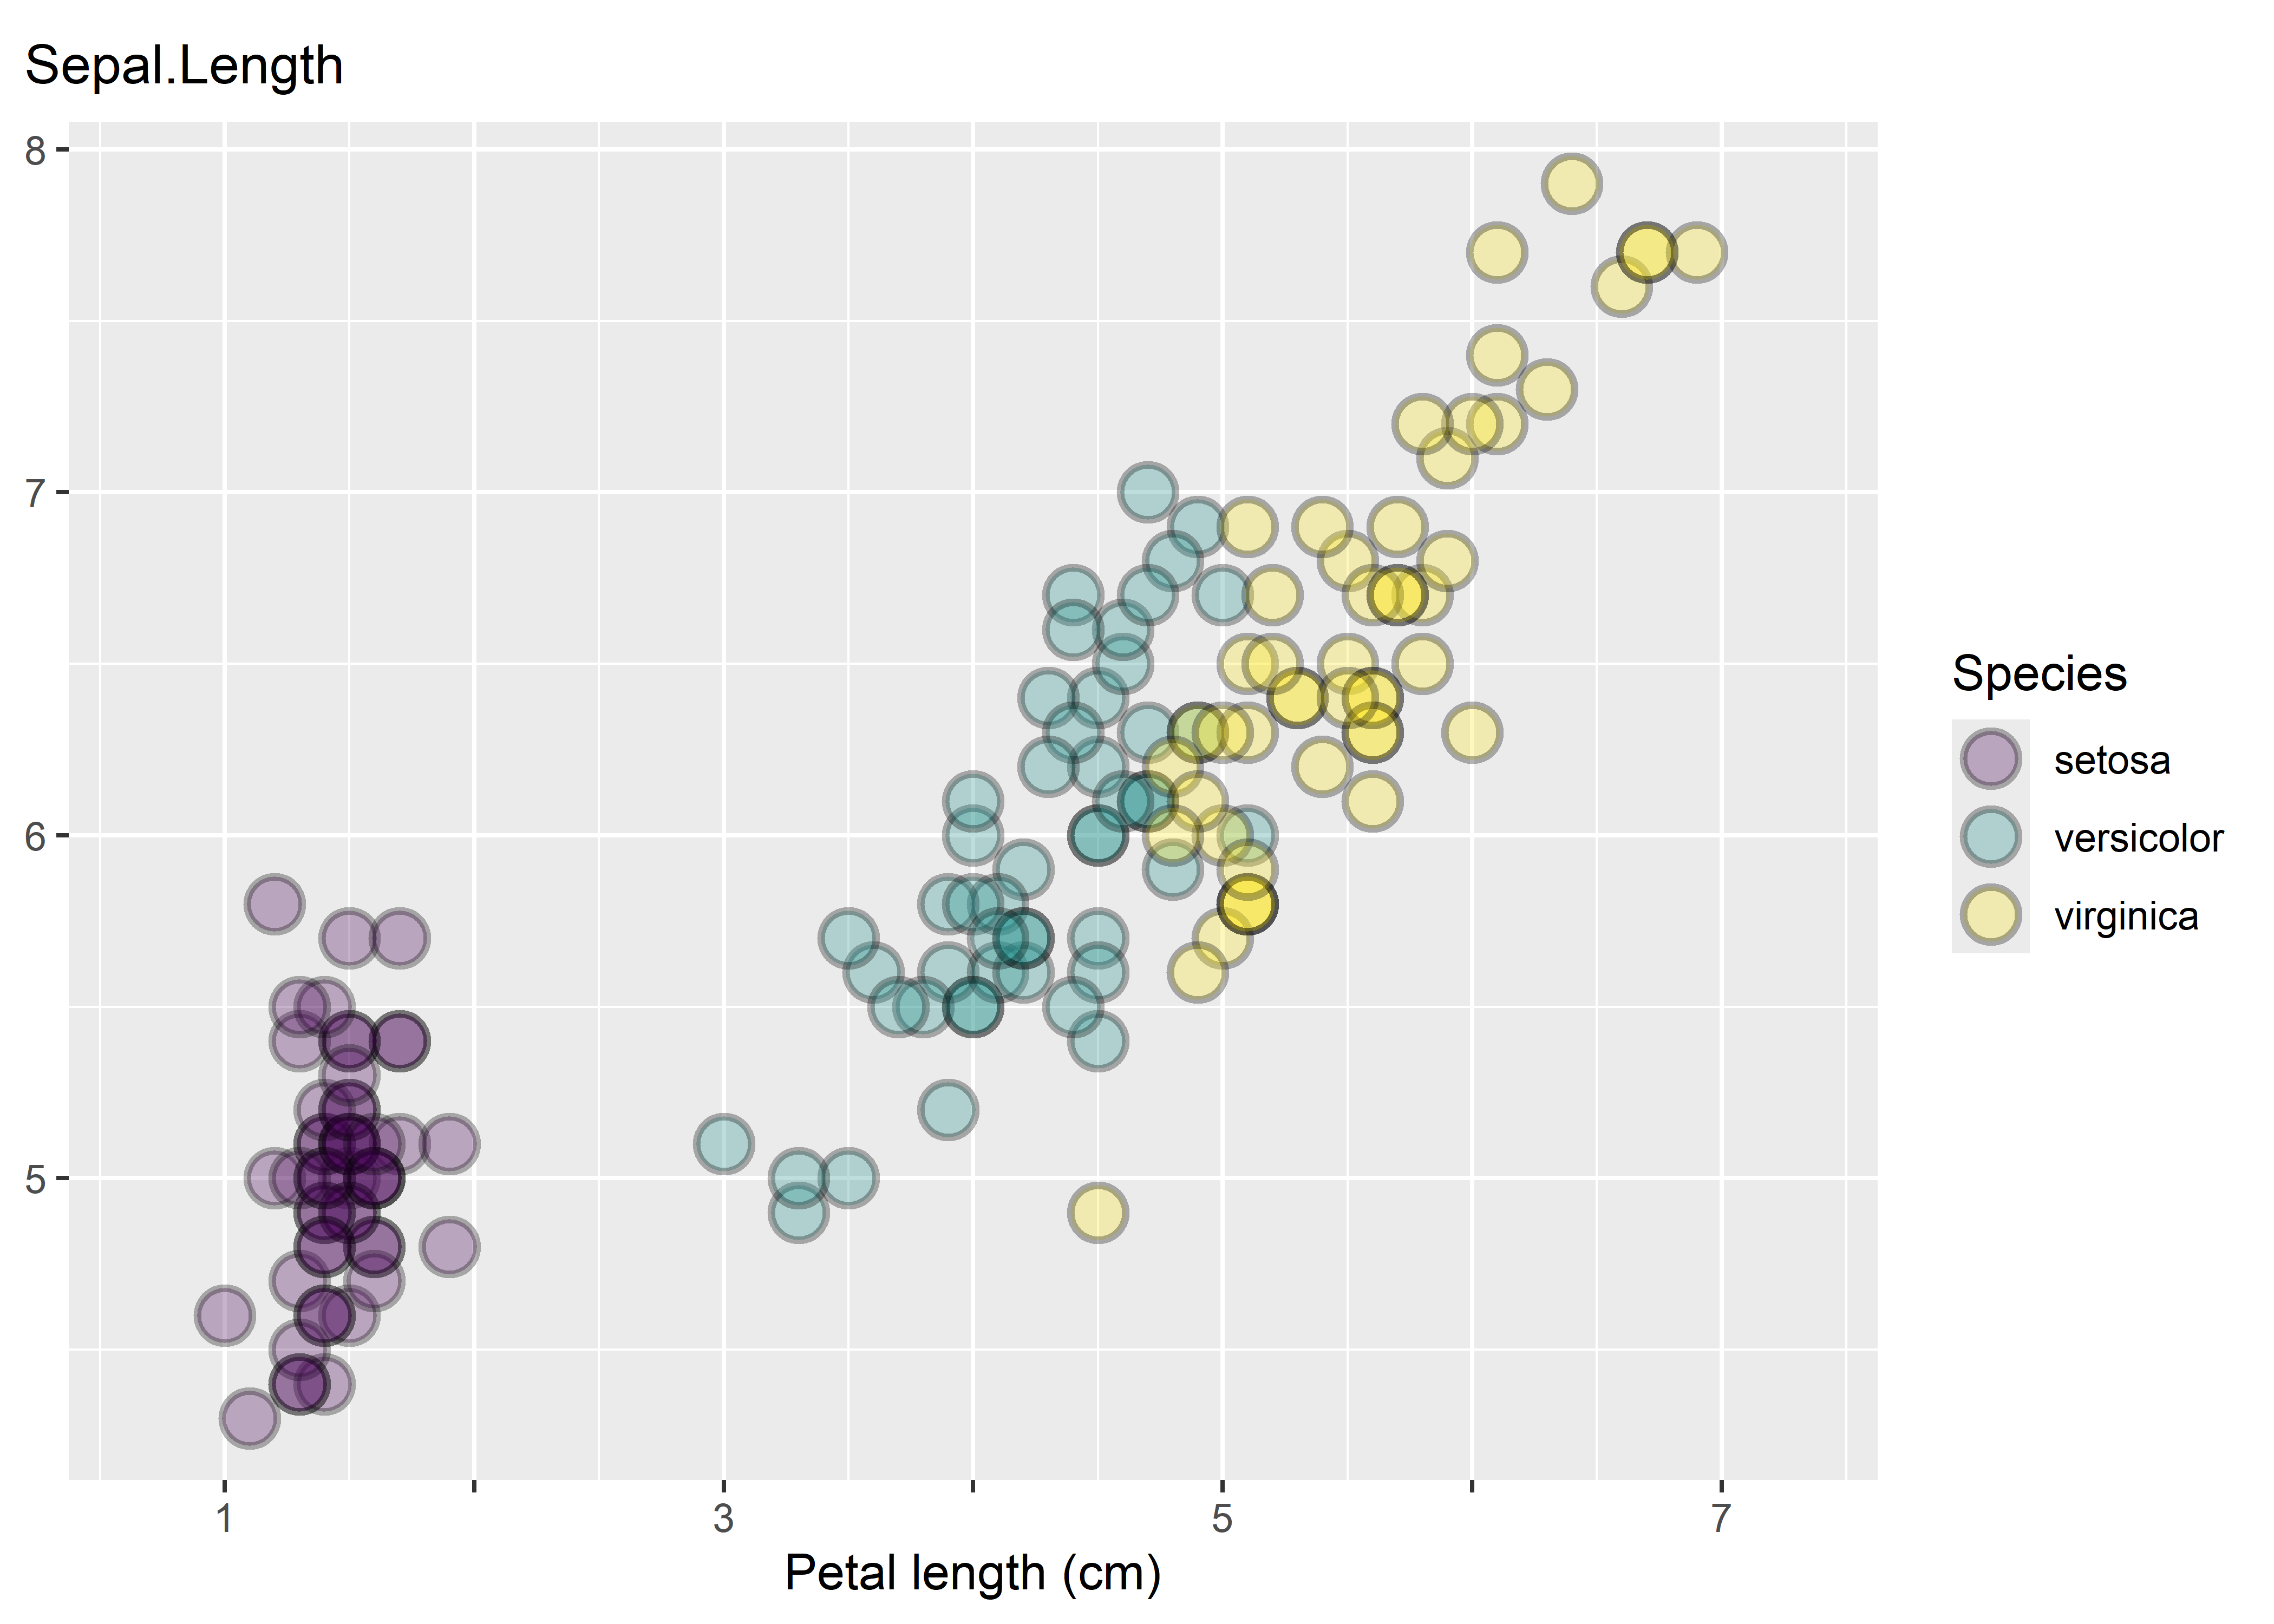 Sepal.Length
8
7
6
5
1 3 5 7
Petal length (cm)
Species
setosa
versicolor
virginica